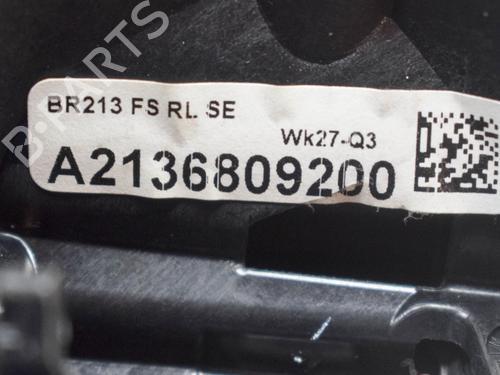 B-PARTS
BR213 FS RL SE
Wk27-Q3
A2136809200